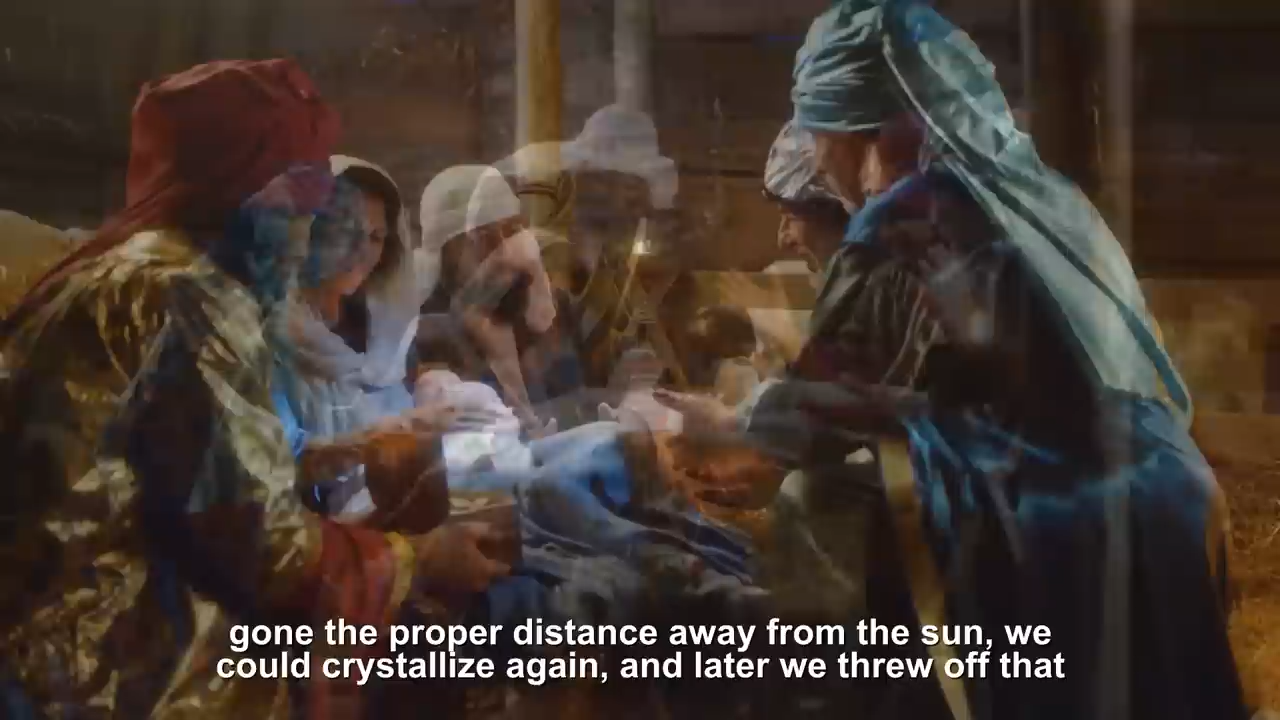 gone the proper distance away from the sun, we
could crystallize again, and later we threw off that